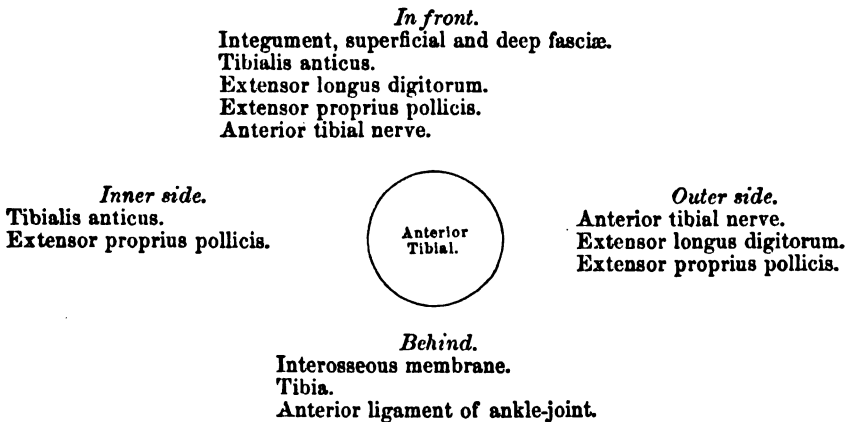 In front.
Integument, superficial and deep fasciæ.
Tibialis anticus.
Extensor longus digitorum.
Extensor proprius pollicis.
Anterior tibial nerve.
Inner side.
Tibialis anticus.
Extensor proprius pollicis.
Anterior
Tibial.
Outer side.
Anterior tibial nerve.
Extensor longus digitorum.
Extensor proprius pollicis.
Behind.
Interosseous membrane.
Tibia.
Anterior ligament of ankle-joint.